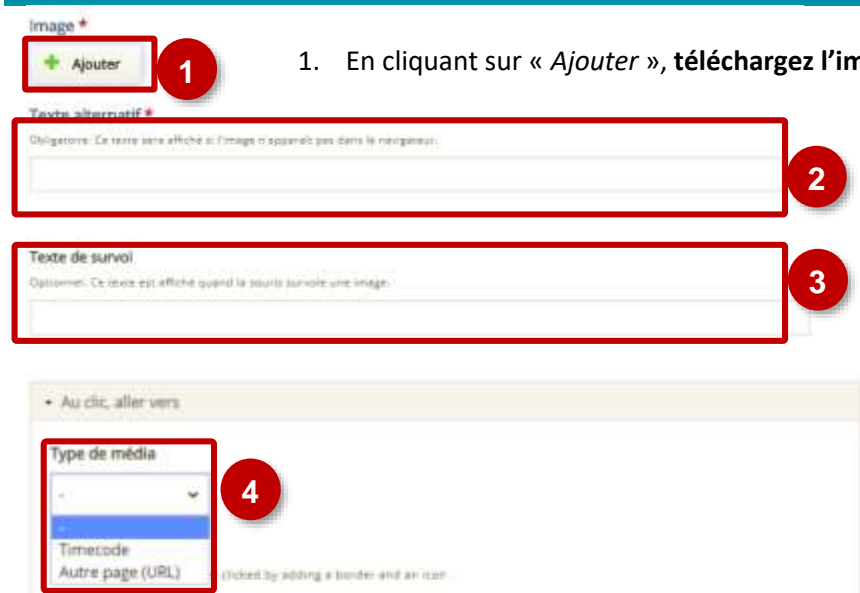 Image *
Ajouter
1
1. En cliquant sur « Ajouter », téléchargez l'im
Texte alternatif *
Obligatoire. Ce texte sera affiché si l'image n'apparaît pas dans le navigateur.
2
Texte de survol
Optionnel. Ce texte est affiché quand la souris survole une image.
3
Au clic, aller vers
Type de média
-
4
-
Timecode
Autre page (URL)
clicked by adding a border and an icon